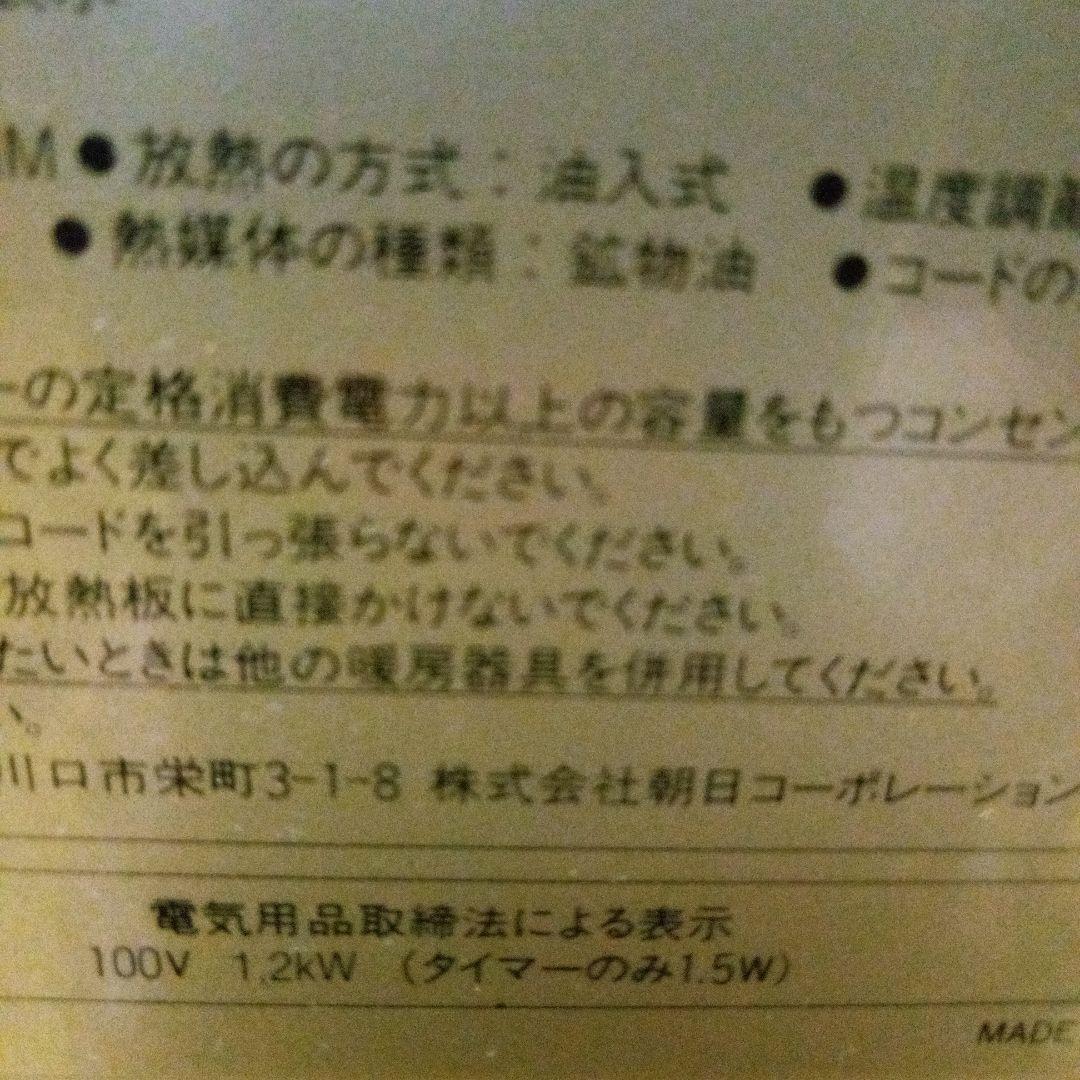 M ● 放熱の方式：油入式 ● 温度調
● 熱媒体の種類：鉱物油 ● コードの
ーの定格消費電力以上の容量をもつコンセン
でよく差し込んでください。
コードを引っ張らないでください。
放熱板に直接かけないでください。
たいときは他の暖房器具を併用してください。
い。
川口市栄町3-1-8 株式会社朝日コーポレーション
電気用品取締法による表示
100V 1.2kW （タイマーのみ1.5W）
MADE